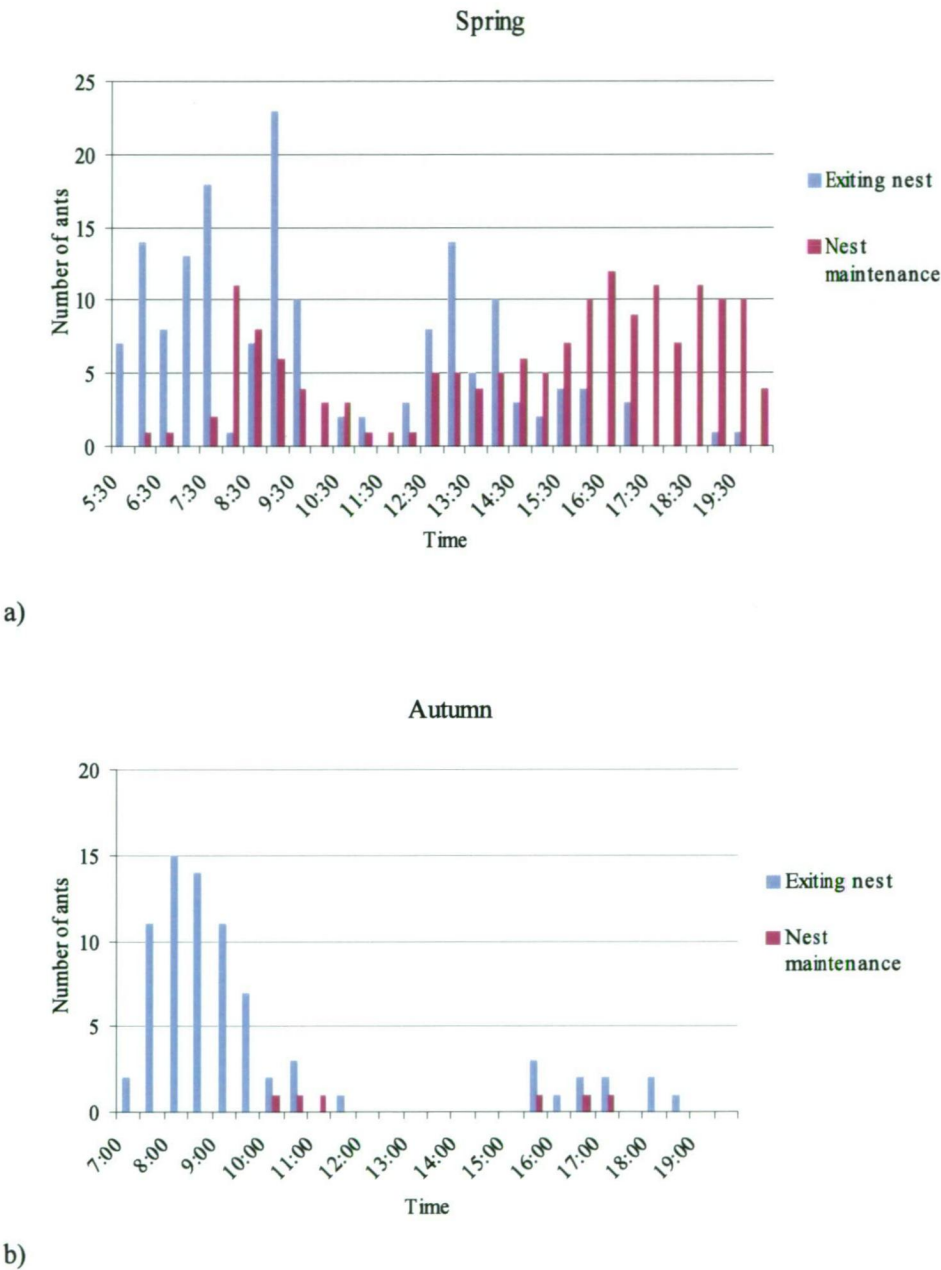 Spring
25
20
15
10
5
0
Number of ants
5:30
6:30
7:30
8:30
9:30
10:30
11:30
12:30
13:30
14:30
15:30
16:30
17:30
18:30
19:30
Time
Exiting nest
Nest
maintenance
a)
Autumn
20
15
10
5
0
Number of ants
7:00
8:00
9:00
10:00
11:00
12:00
13:00
14:00
15:00
16:00
17:00
18:00
19:00
Time
Exiting nest
Nest
maintenance
b)